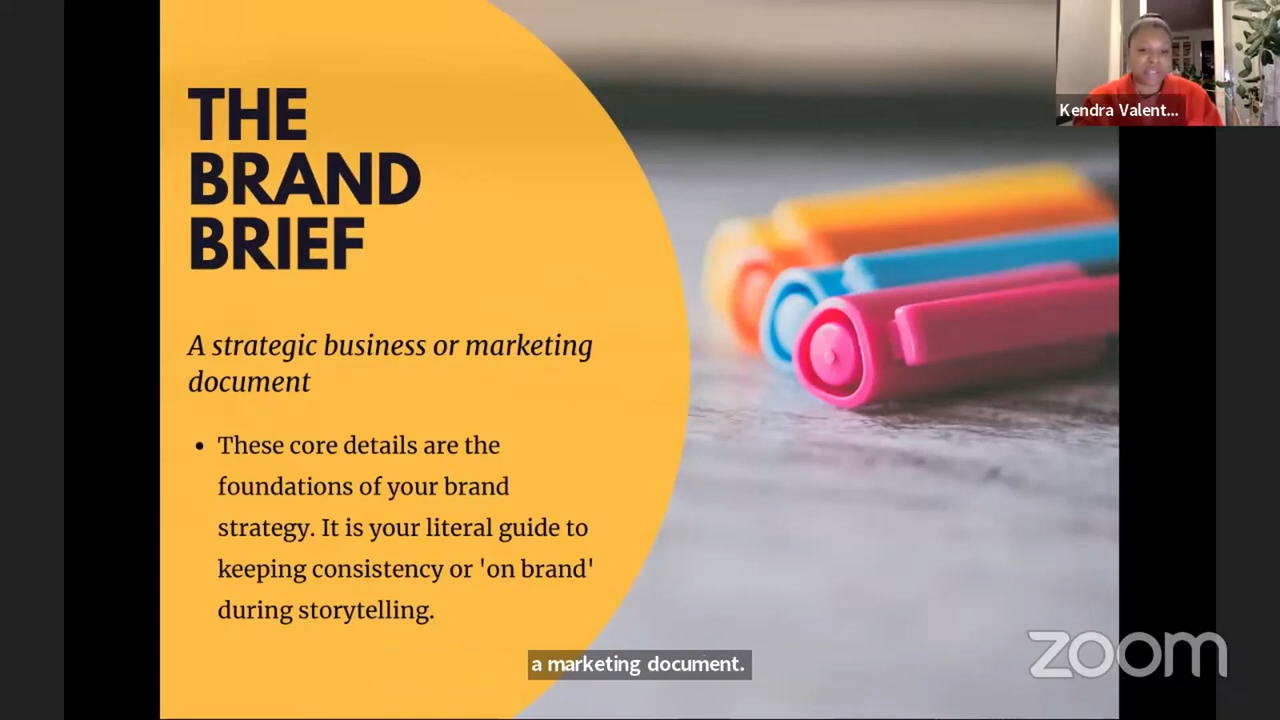 THE
BRAND
BRIEF
Kendra Valent...
A strategic business or marketing
document
• These core details are the
foundations of your brand
strategy. It is your literal guide to
keeping consistency or 'on brand'
during storytelling.
a marketing document.
zoom